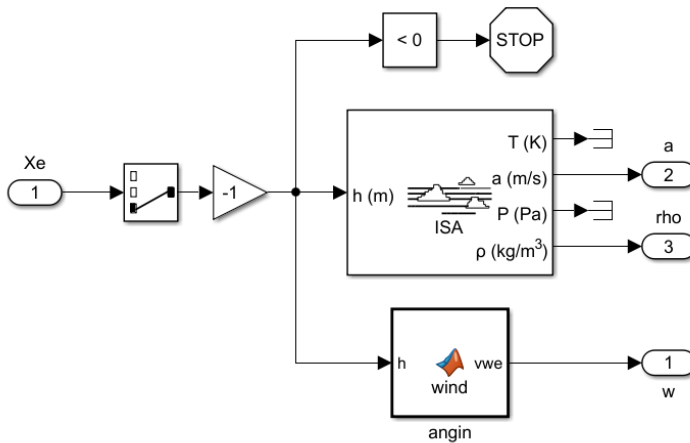 < 0
STOP
Xe
1
-1
h (m)
ISA
T (K)
a (m/s)
P (Pa)
ρ (kg/m³)
a
2
rho
3
h
wind
vwe
angin
1
w